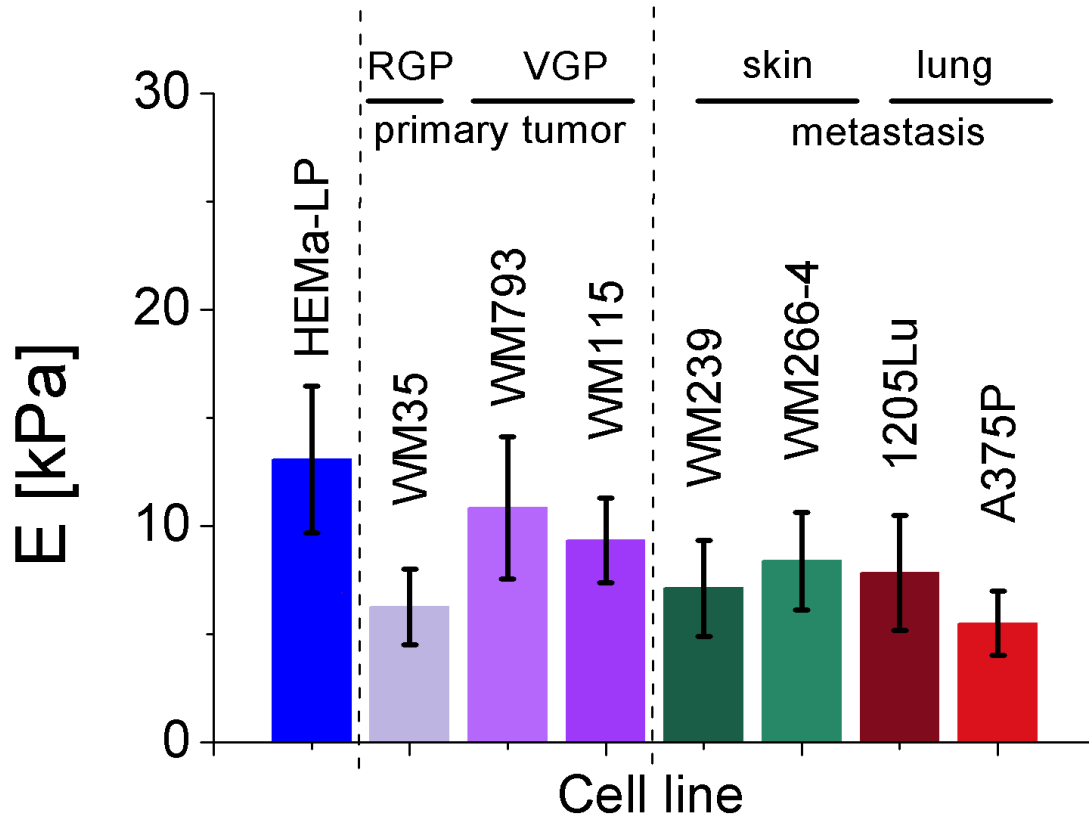 RGP VGP skin lung
primary tumor metastasis
30
20
10
0
E [kPa]
HEMa-LP
WM35
WM793
WM115
WM239
WM266-4
1205Lu
A375P
Cell line